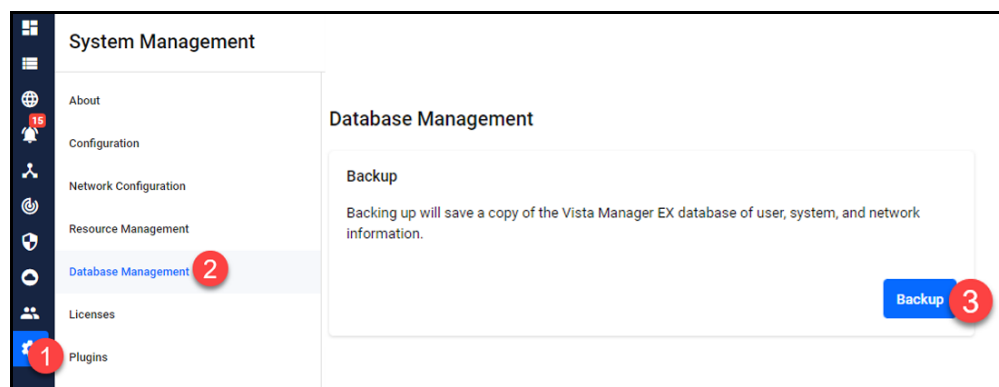 System Management
15
About
Configuration
Network Configuration
Resource Management
Database Management
2
Licenses
1
Plugins
Database Management
Backup
Backing up will save a copy of the Vista Manager EX database of user, system, and network
information.
Backup
3